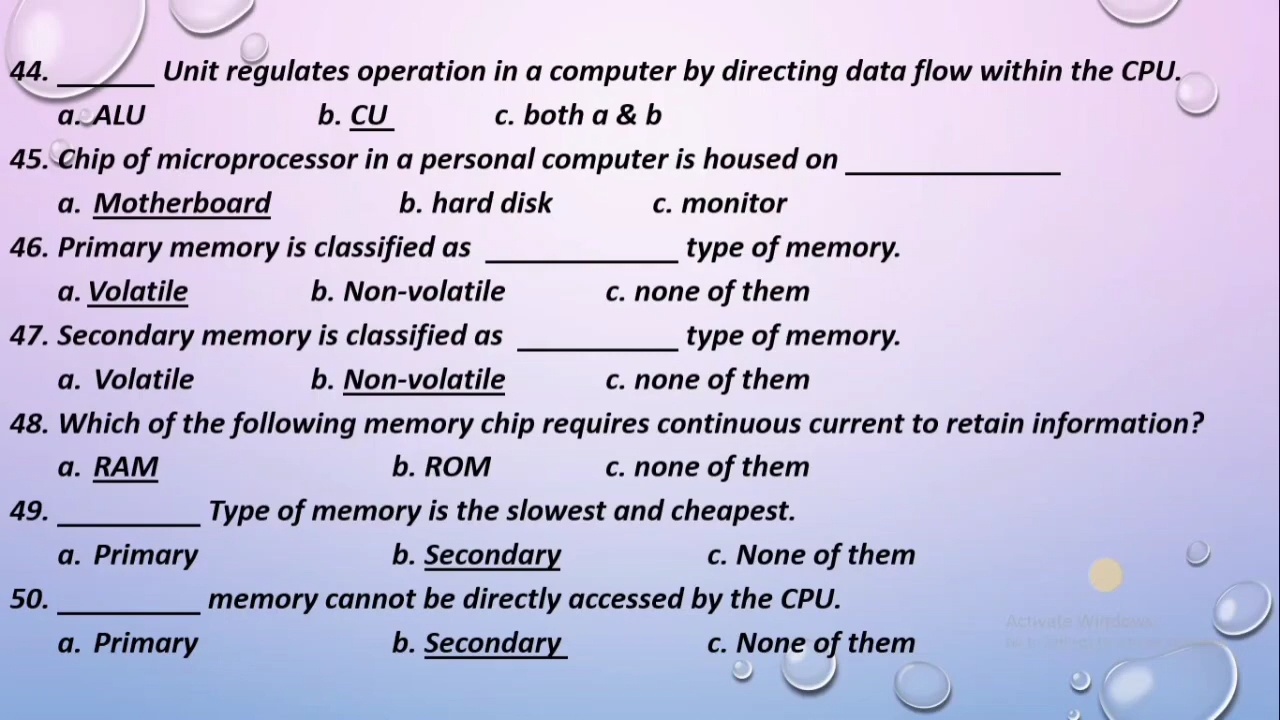 44. ______ Unit regulates operation in a computer by directing data flow within the CPU.
a. ALU b. CU c. both a & b
45. Chip of microprocessor in a personal computer is housed on ______________
a. Motherboard b. hard disk c. monitor
46. Primary memory is classified as ____________ type of memory.
a. Volatile b. Non-volatile c. none of them
47. Secondary memory is classified as __________ type of memory.
a. Volatile b. Non-volatile c. none of them
48. Which of the following memory chip requires continuous current to retain information?
a. RAM b. ROM c. none of them
49. _________ Type of memory is the slowest and cheapest.
a. Primary b. Secondary c. None of them
50. _________ memory cannot be directly accessed by the CPU.
a. Primary b. Secondary c. None of them
Activate Windows